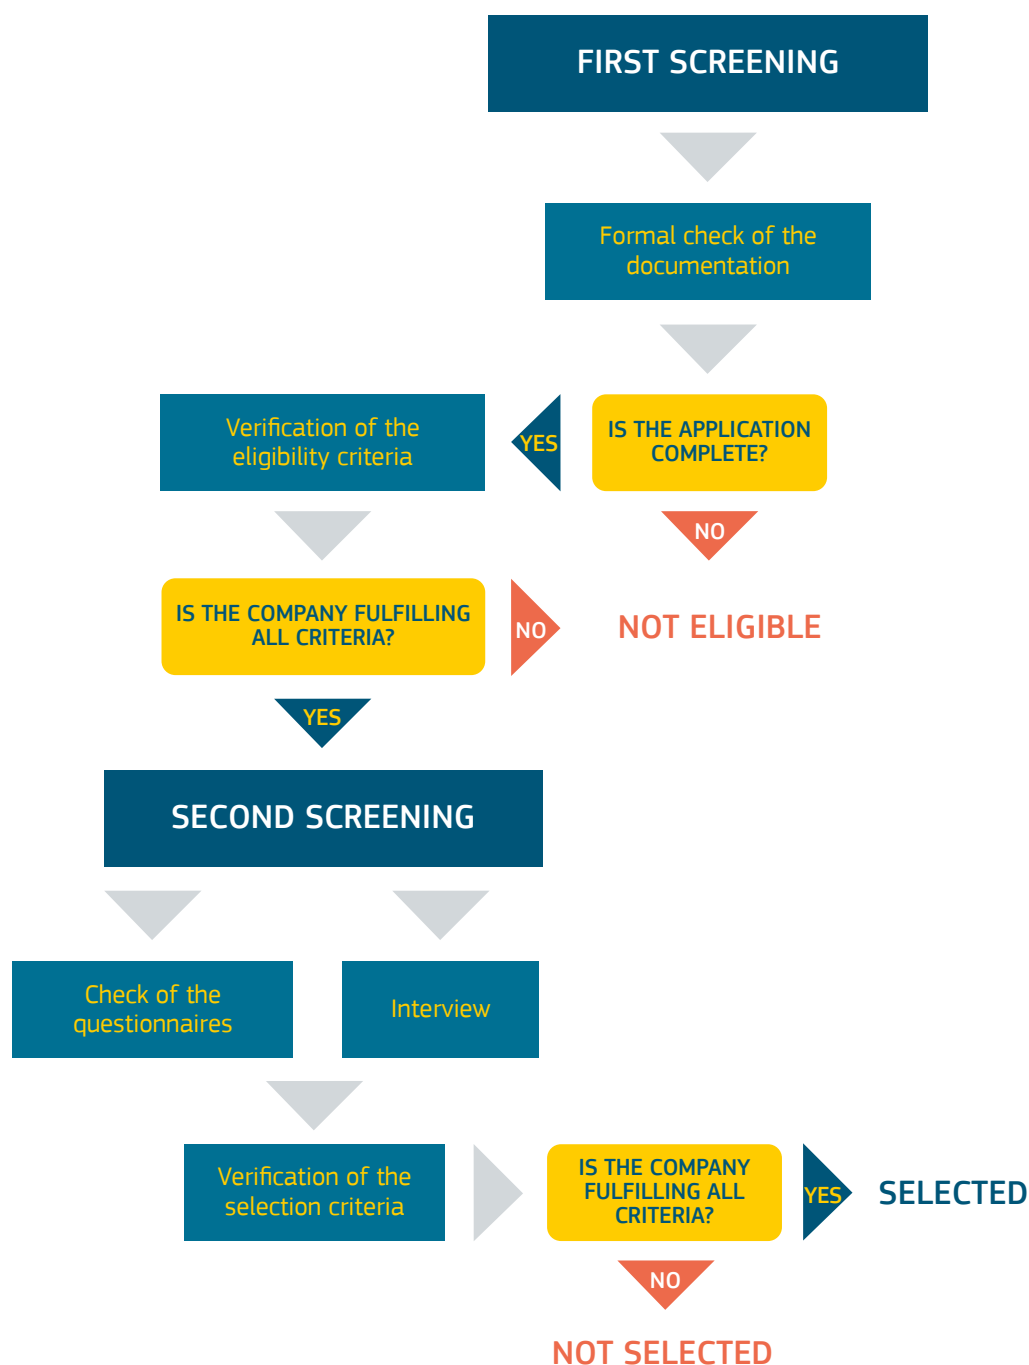 FIRST SCREENING
Formal check of the
documentation
IS THE APPLICATION
COMPLETE?
YES
Verification of the
eligibility criteria
NO
IS THE COMPANY FULFILLING
ALL CRITERIA?
NO
NOT ELIGIBLE
YES
SECOND SCREENING
Check of the
questionnaires
Interview
Verification of the
selection criteria
IS THE COMPANY
FULFILLING ALL
CRITERIA?
YES
SELECTED
NO
NOT SELECTED